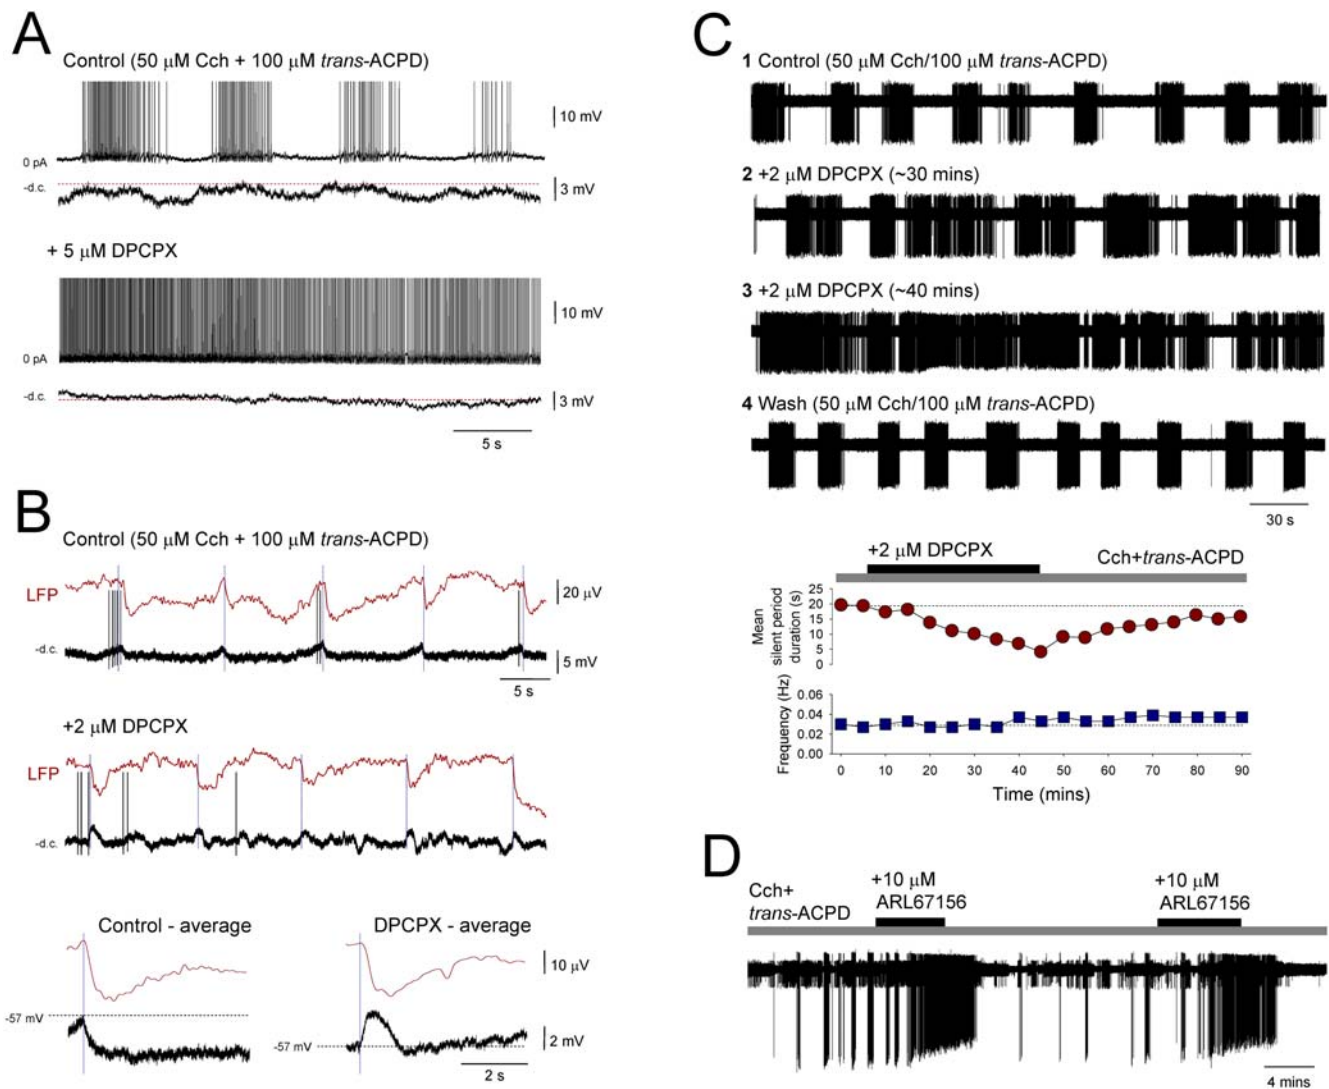 A
Control (50 μM Cch + 100 μM trans-ACPD)
10 mV
0 pA
-d.c.
3 mV
+ 5 μM DPCPX
10 mV
0 pA
-d.c.
3 mV
5 s
B
Control (50 μM Cch + 100 μM trans-ACPD)
LFP
20 μV
-d.c.
5 mV
5 s
+2 μM DPCPX
LFP
-d.c.
Control - average
DPCPX - average
10 μV
-57 mV
-57 mV
2 mV
2 s
C
1 Control (50 μM Cch/100 μM trans-ACPD)
2 +2 μM DPCPX (~30 mins)
3 +2 μM DPCPX (~40 mins)
4 Wash (50 μM Cch/100 μM trans-ACPD)
30 s
+2 μM DPCPX
Cch+trans-ACPD
Mean
silent period
duration (s)
25
20
15
10
5
0
Frequency (Hz)
0.06
0.04
0.02
0.00
0 10 20 30 40 50 60 70 80 90
Time (mins)
D
Cch+
trans-ACPD
+10 μM
ARL67156
+10 μM
ARL67156
4 mins